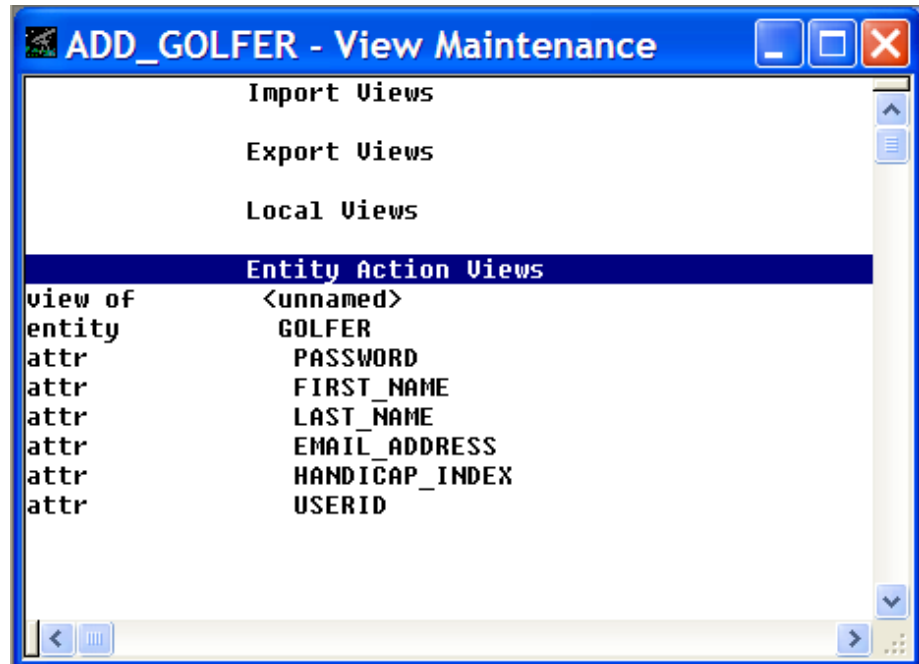 ADD_GOLFER - View Maintenance
Import Views
Export Views
Local Views
Entity Action Views
view of <unnamed>
entity GOLFER
attr PASSWORD
attr FIRST_NAME
attr LAST_NAME
attr EMAIL_ADDRESS
attr HANDICAP_INDEX
attr USERID